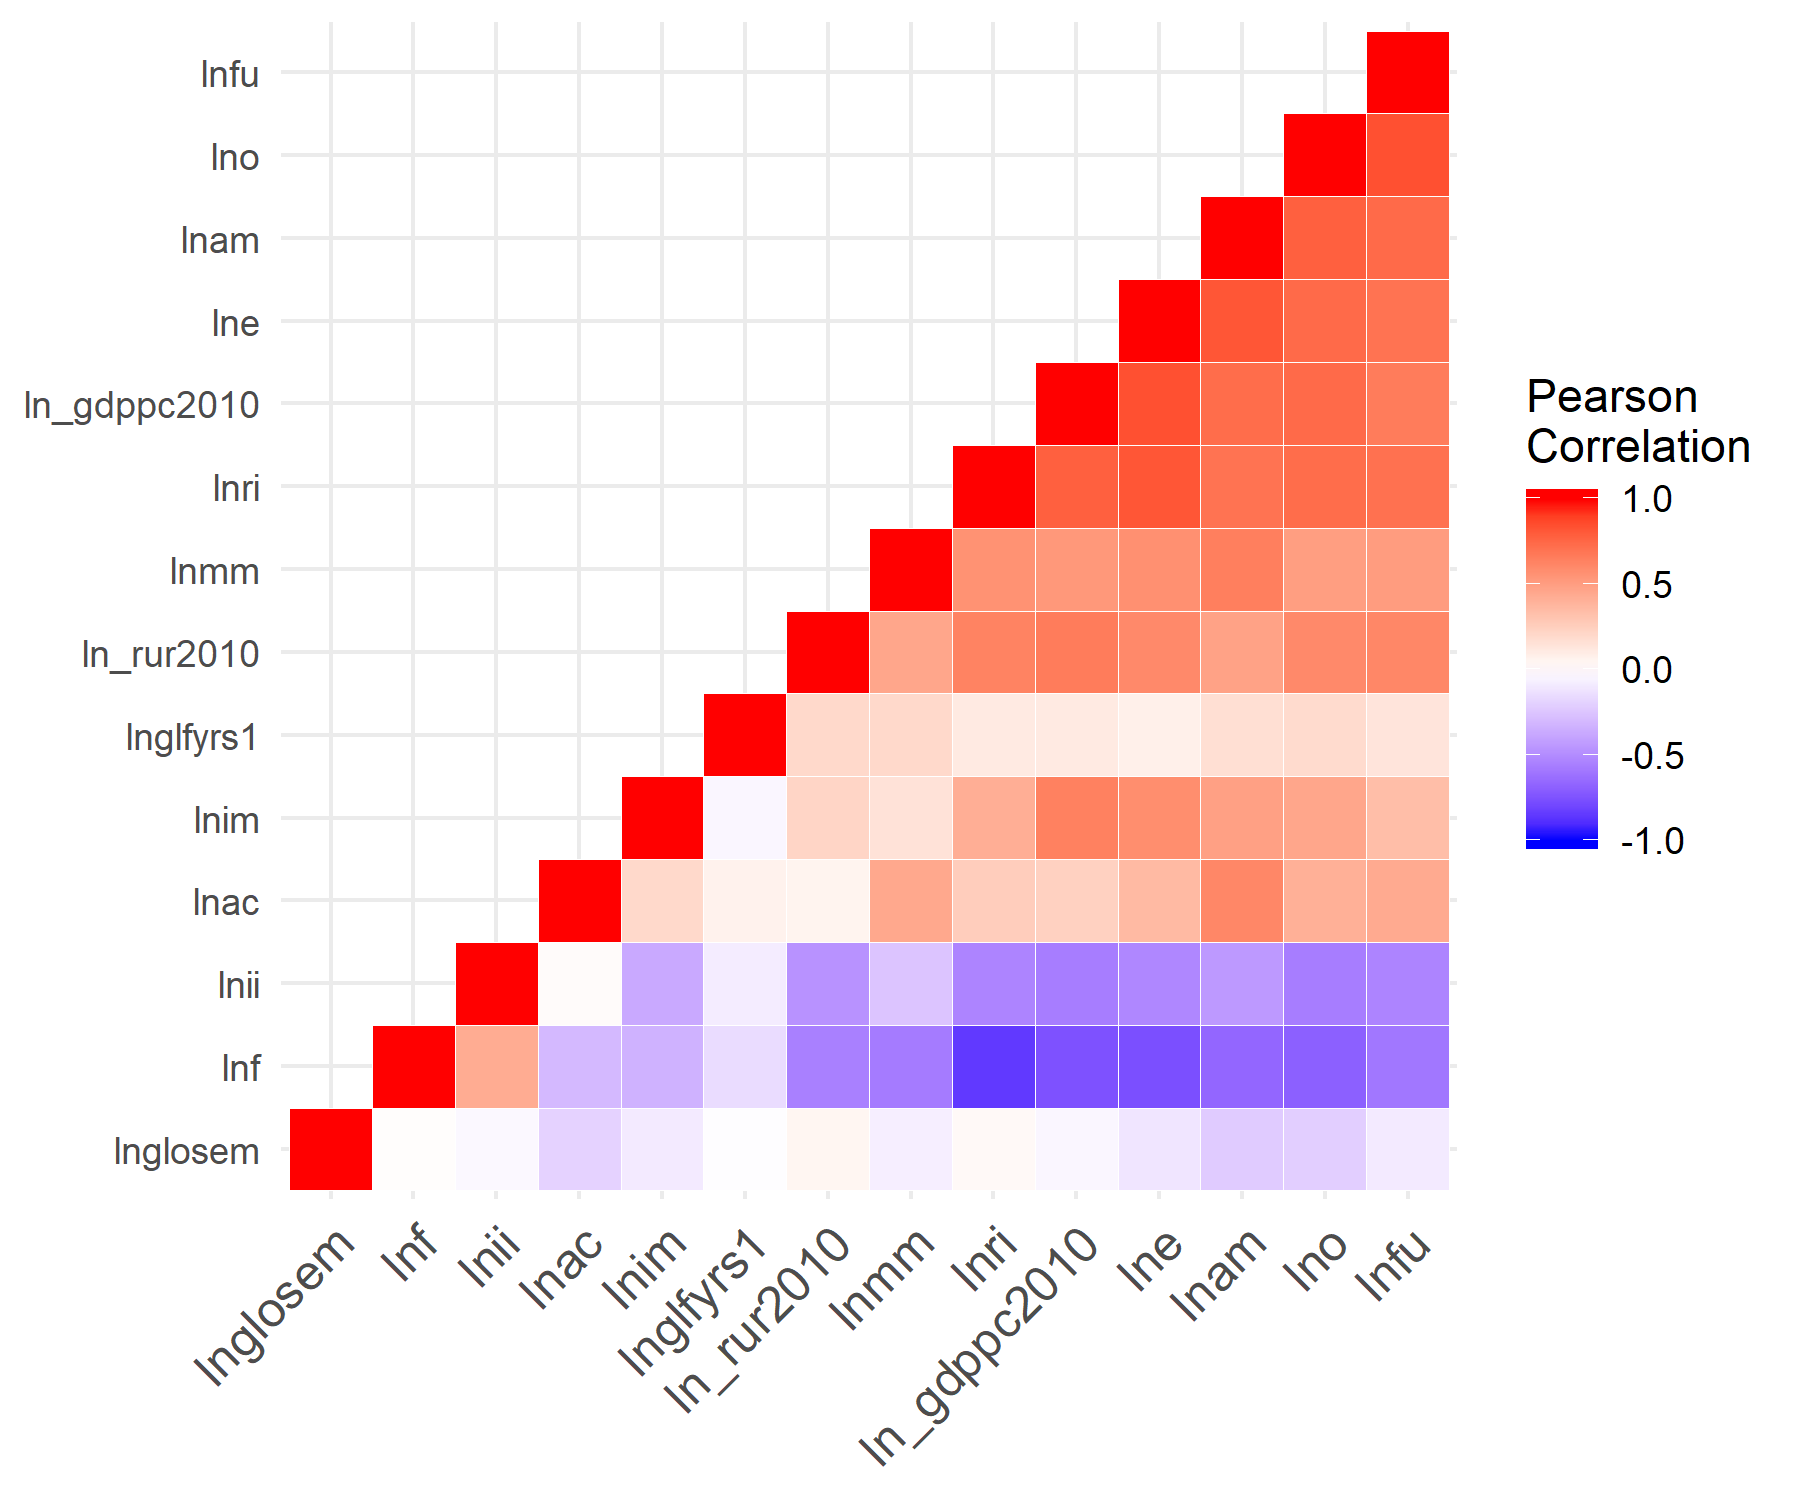 lnfu
lno
lnam
lne
ln_gdppc2010
lnri
lnmm
ln_rur2010
lnglfyrs1
lnim
lnac
lnii
lnf
lnglosem
lnglosem
lnf
lnii
lnac
lnim
lnglfyrs1
ln_rur2010
lnmm
lnri
ln_gdppc2010
lne
lnam
lno
lnfu
Pearson
Correlation
1.0
0.5
0.0
-0.5
-1.0